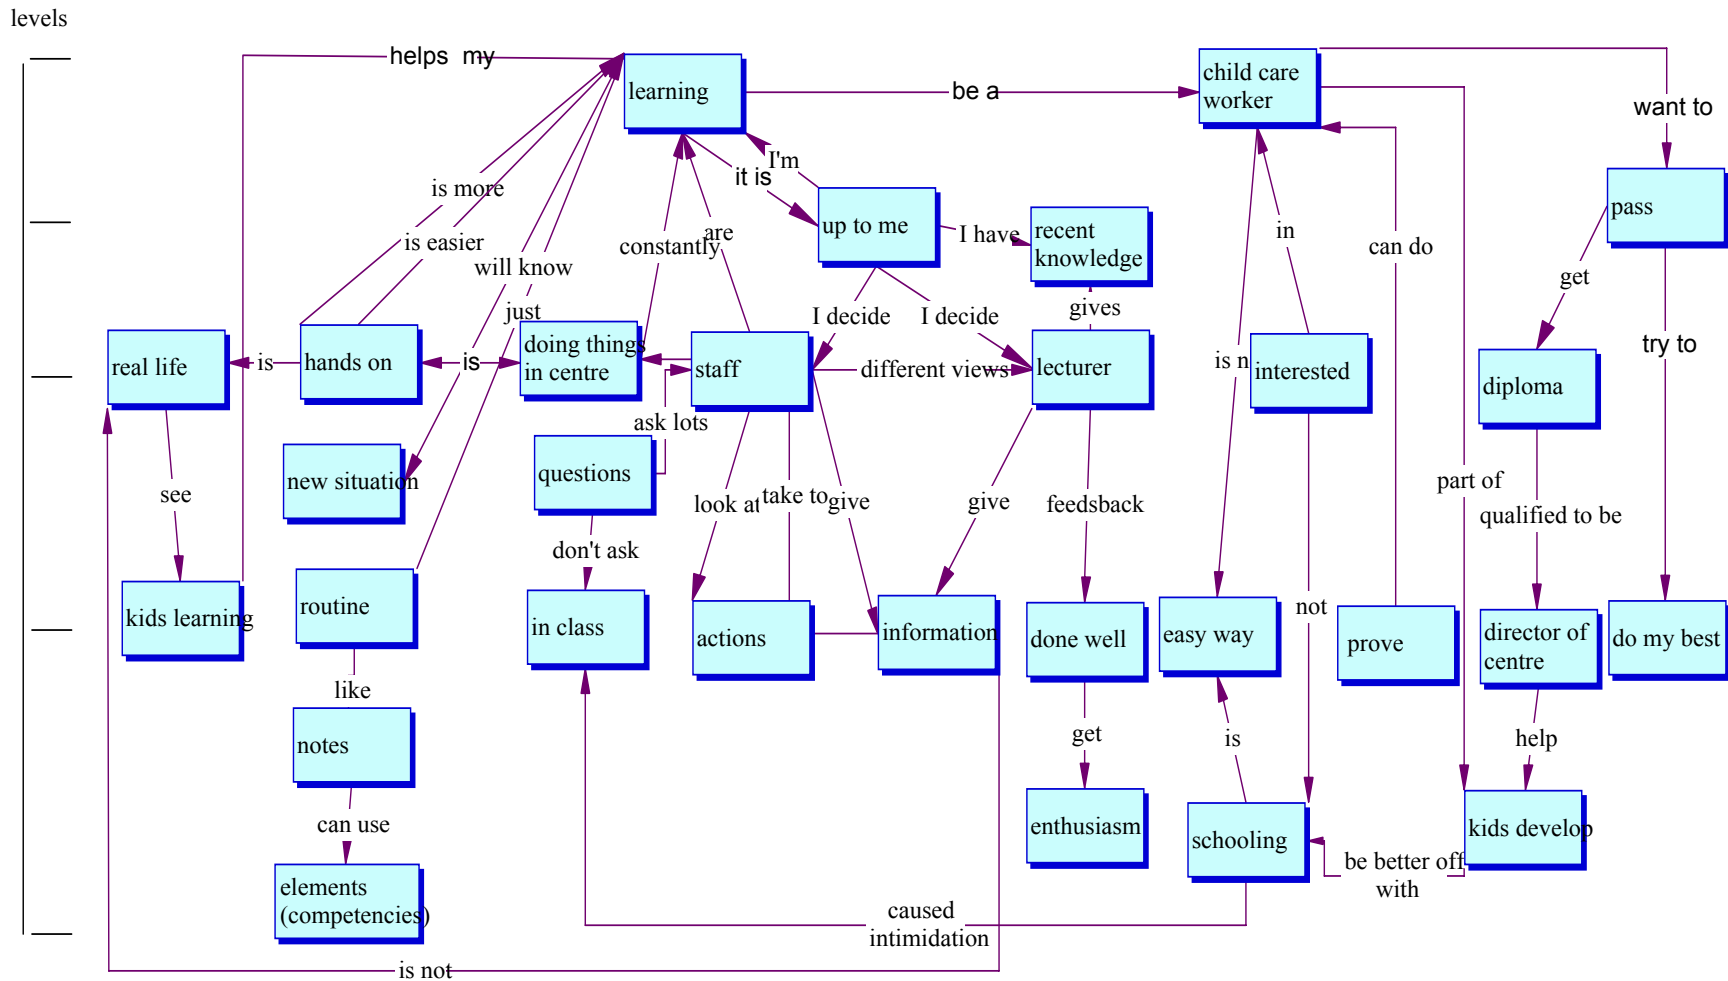 levels
helps my
learning
be a
child care
worker
want to
I'm
it is
is more
up to me
pass
recent
knowledge
I have
in
can do
constantly
are
is easier
will know
get
just
I decide
I decide
gives
real life
is
hands on
is
doing things
in centre
staff
different views
lecturer
is n
interested
try to
diploma
ask lots
see
new situation
questions
look at
take to
give
give
feedsback
part of
qualified to be
don't ask
kids learning
routine
in class
actions
information
done well
easy way
not
prove
director of
centre
do my best
like
notes
get
is
help
can use
enthusiasm
schooling
kids develop
be better off
with
elements
(competencies)
caused
intimidation
is not